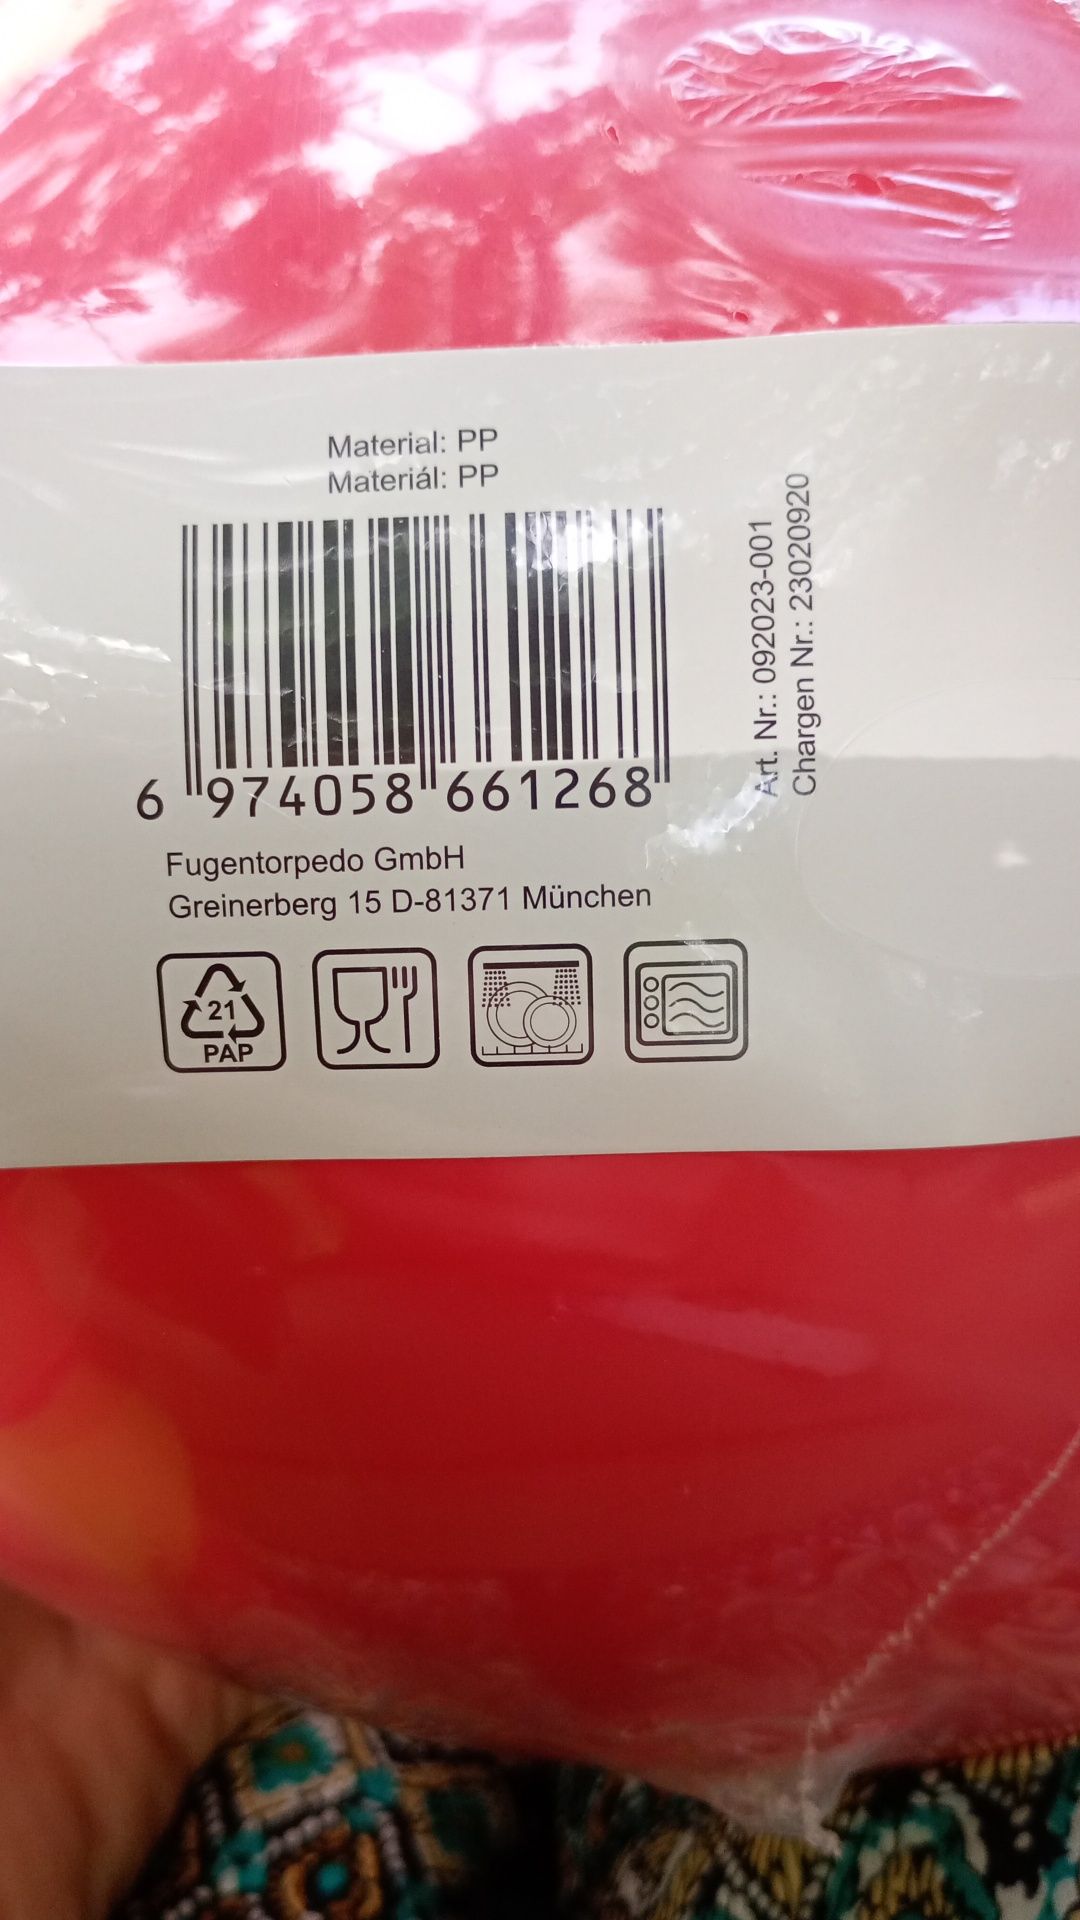 Material: PP
Materiál: PP
6 974058 661268
Art. Nr.: 092023-001
Chargen Nr.: 23020920
Fugentorpedo GmbH
Greinerberg 15 D-81371 München
21
PAP